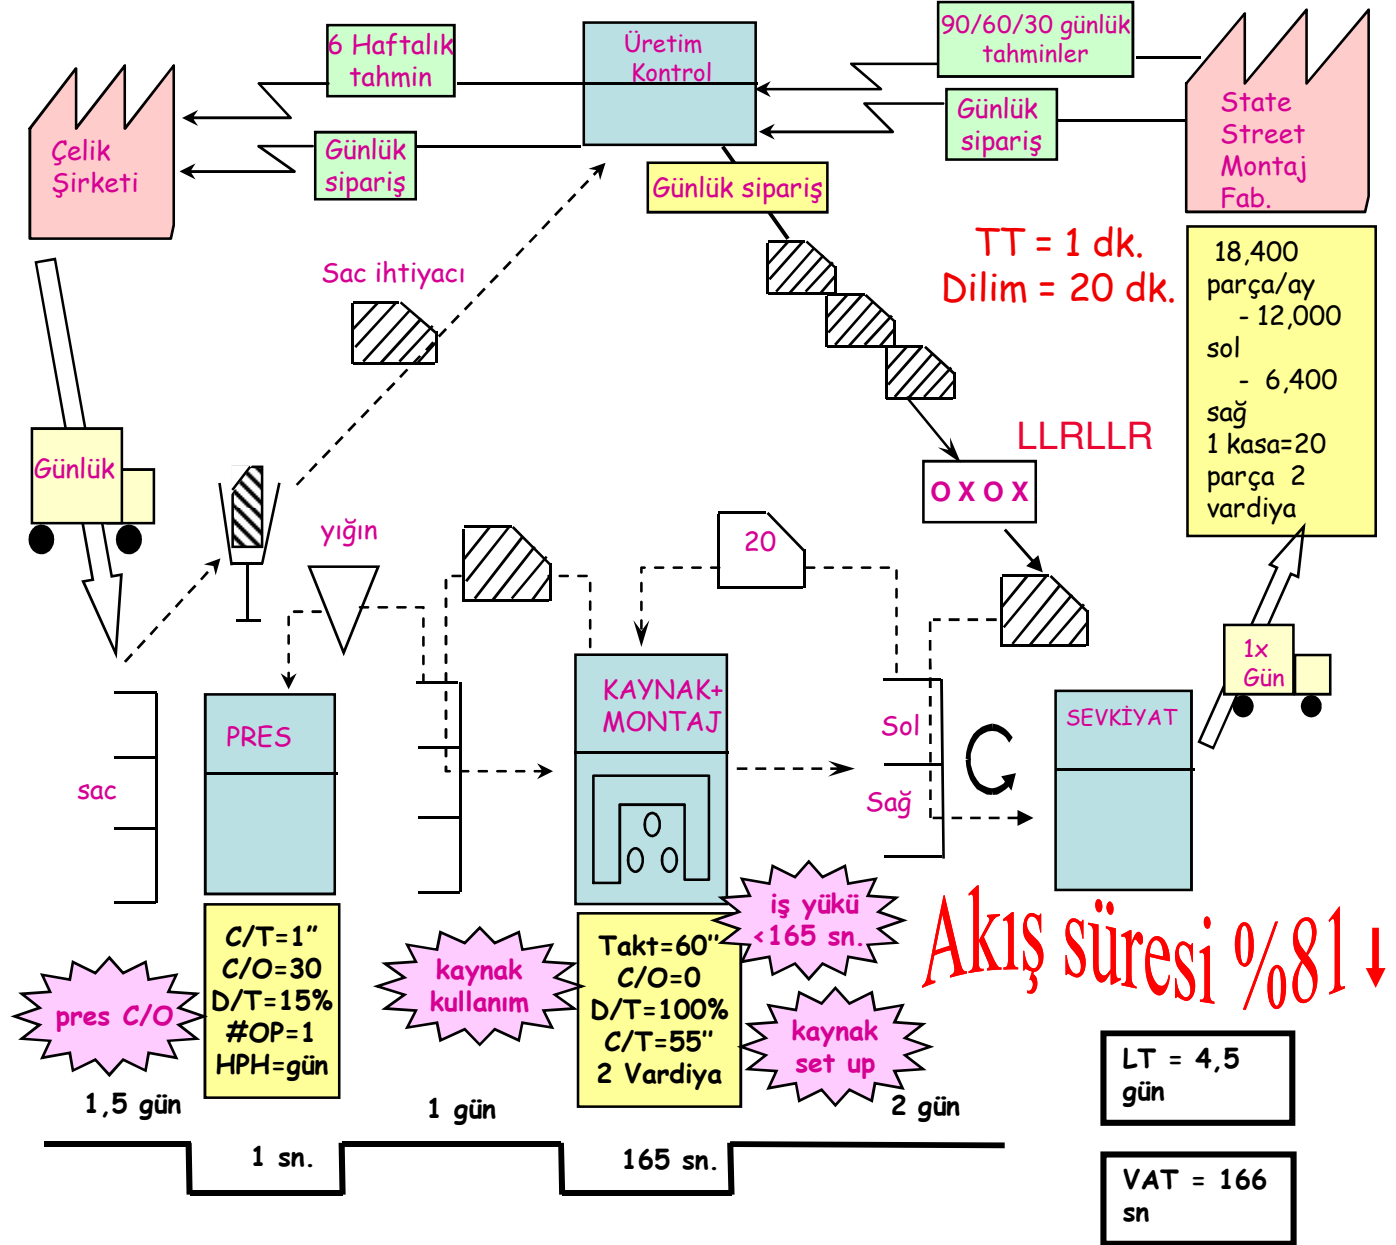 6 Haftalık
tahmin
Üretim
Kontrol
90/60/30 günlük
tahminler
Günlük
sipariş
State
Street
Montaj
Fab.
Çelik
Şirketi
Günlük
sipariş
Günlük sipariş
TT = 1 dk.
Dilim = 20 dk.
18,400
parça/ay
- 12,000
sol
- 6,400
sağ
1 kasa=20
parça 2
vardiya
Sac ihtiyacı
LLRLLR
O X O X
Günlük
yığın
20
1x
Gün
sac
PRES
KAYNAK+
MONTAJ
Sol
Sağ
SEVKİYAT
C/T=1”
C/O=30
D/T=15%
#OP=1
HPH=gün
pres C/O
kaynak
kullanım
Takt=60”
C/O=0
D/T=100%
C/T=55”
2 Vardiya
iş yükü
<165 sn.
kaynak
set up
Akış süresi %81
1,5 gün
1 gün
2 gün
1 sn.
165 sn.
LT = 4,5
gün
VAT = 166
sn